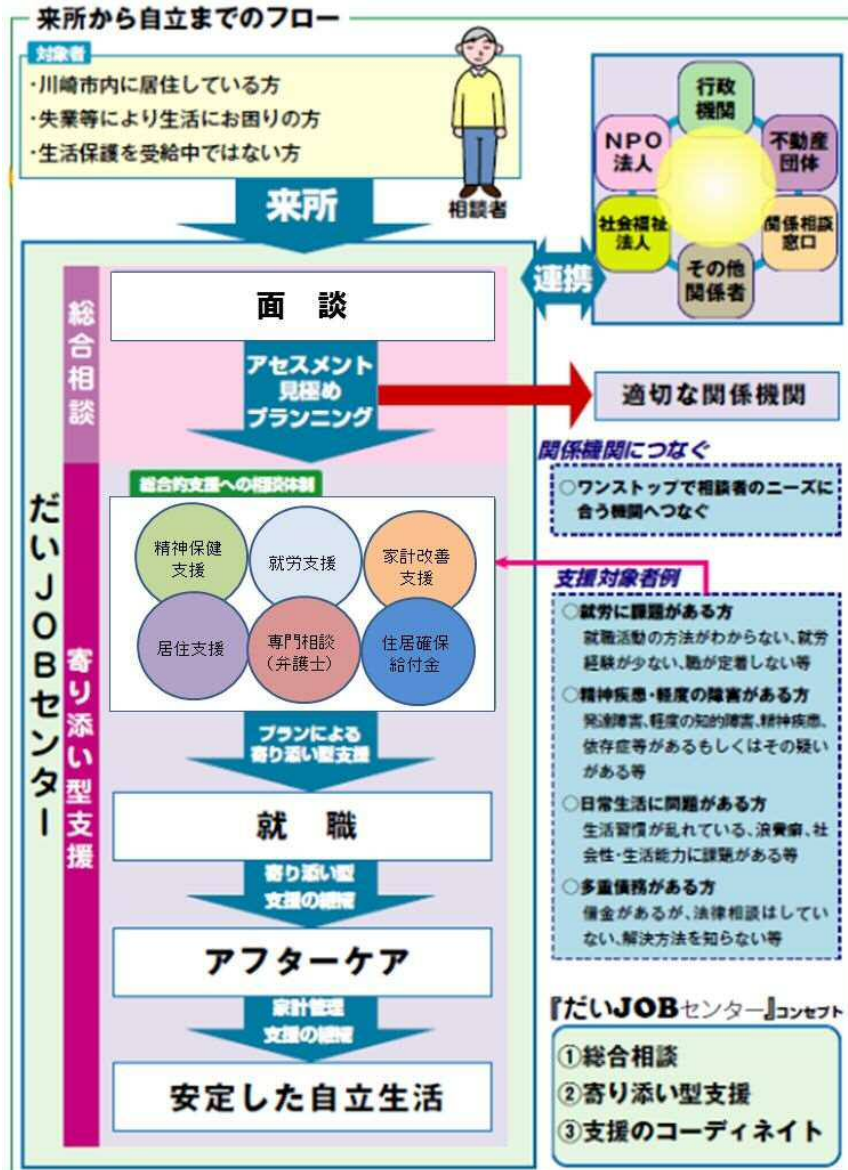 来所から自立までのフロー
対象者
・川崎市内に居住している方
・失業等により生活にお困りの方
・生活保護を受給中ではない方
相談者
来所
行政
機関
NPO
法人
不動産
団体
社会福祉
法人
関係相談
窓口
その他
関係者
連携
だいJOBセンター
総合相談
面 談
アセスメント
見極め
プランニング
適切な関係機関
関係機関につなぐ
○ワンストップで相談者のニーズに
合う機関へつなぐ
寄り添い型支援
総合的支援への相談体制
精神保健
支援
就労支援
家計改善
支援
居住支援
専門相談
(弁護士)
住居確保
給付金
支援対象者例
○就労に課題がある方
就職活動の方法がわからない、就労
経験が少ない、職が定着しない等
○精神疾患・軽度の障害がある方
発達障害、軽度の知的障害、精神疾患、
依存症等があるもしくはその疑い
がある等
○日常生活に問題がある方
生活習慣が乱れている、浪費癖、社
会性・生活能力に課題がある等
○多重債務がある方
借金があるが、法律相談はしてい
ない、解決方法を知らない等
プランによる
寄り添い型支援
就 職
寄り添い型
支援の継続
アフターケア
家計管理
支援の継続
安定した自立生活
『だいJOBセンター』コンセプト
①総合相談
②寄り添い型支援
③支援のコーディネイト